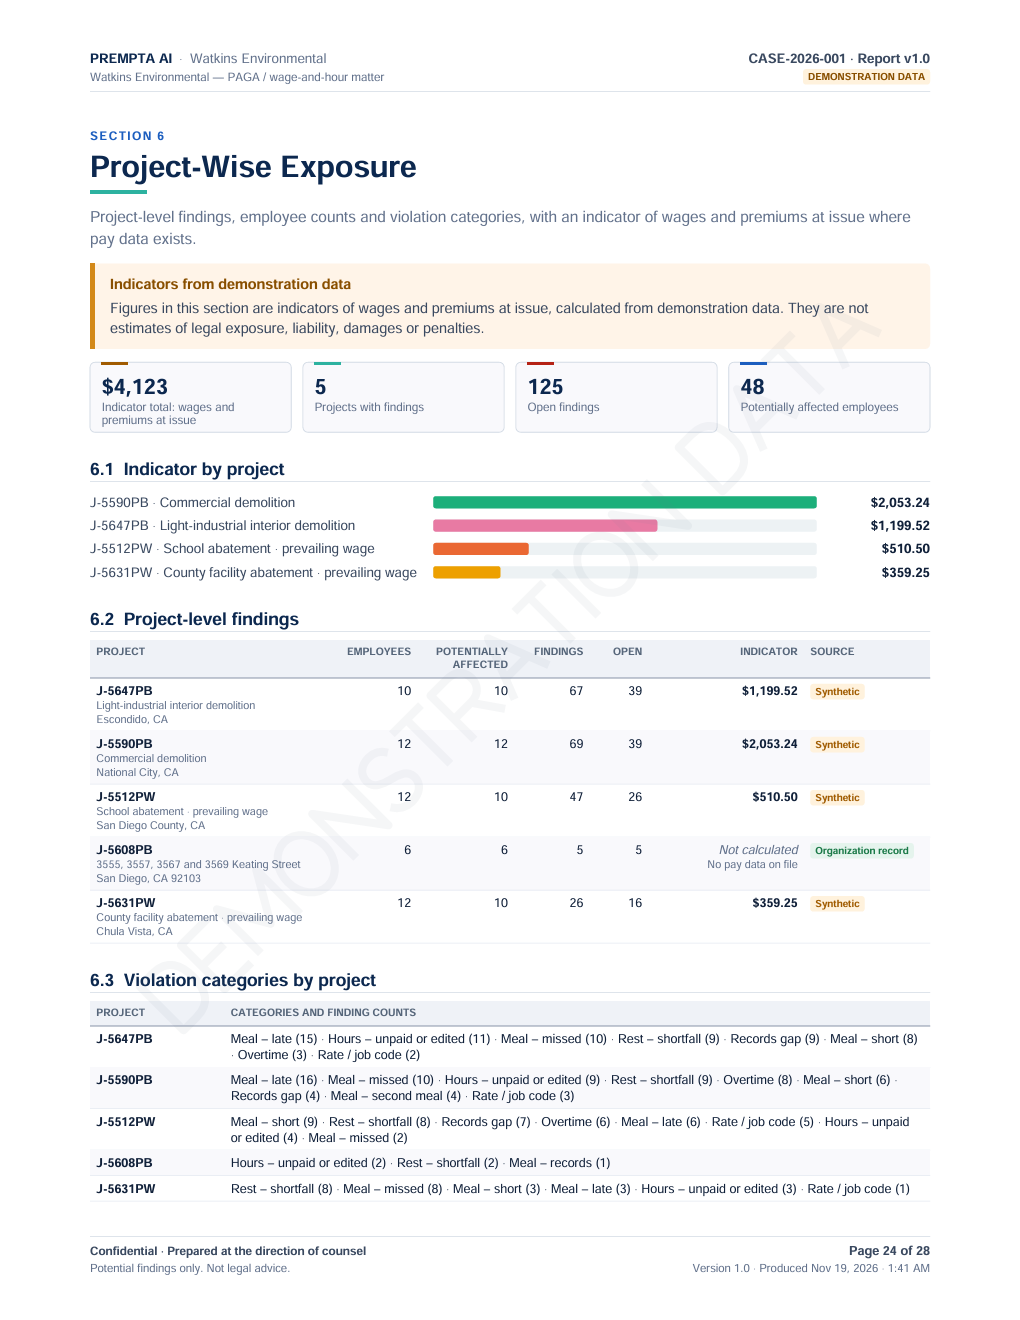 PREMPTA AI · Watkins Environmental
CASE-2026-001 · Report v1.0
Watkins Environmental — PAGA / wage-and-hour matter
DEMONSTRATION DATA
SECTION 6
Project-Wise Exposure
Project-level findings, employee counts and violation categories, with an indicator of wages and premiums at issue where
pay data exists.
Indicators from demonstration data
Figures in this section are indicators of wages and premiums at issue, calculated from demonstration data. They are not
estimates of legal exposure, liability, damages or penalties.
$4,123
Indicator total: wages and
premiums at issue
5
Projects with findings
125
Open findings
48
Potentially affected employees
6.1 Indicator by project
J-5590PB · Commercial demolition $2,053.24
J-5647PB · Light-industrial interior demolition $1,199.52
J-5512PW · School abatement · prevailing wage $510.50
J-5631PW · County facility abatement · prevailing wage $359.25
6.2 Project-level findings
PROJECT EMPLOYEES POTENTIALLY FINDINGS OPEN INDICATOR SOURCE
AFFECTED
J-5647PB 10 10 67 39 $1,199.52 Synthetic
Light-industrial interior demolition
Escondido, CA
J-5590PB 12 12 69 39 $2,053.24 Synthetic
Commercial demolition
National City, CA
J-5512PW 12 10 47 26 $510.50 Synthetic
School abatement · prevailing wage
San Diego County, CA
J-5608PB 6 6 5 5 Not calculated Organization record
3555, 3557, 3567 and 3569 Keating Street No pay data on file
San Diego, CA 92103
J-5631PW 12 10 26 16 $359.25 Synthetic
County facility abatement · prevailing wage
Chula Vista, CA
6.3 Violation categories by project
PROJECT CATEGORIES AND FINDING COUNTS
J-5647PB Meal – late (15) · Hours – unpaid or edited (11) · Meal – missed (10) · Rest – shortfall (9) · Records gap (9) · Meal – short (8)
· Overtime (3) · Rate / job code (2)
J-5590PB Meal – late (16) · Meal – missed (10) · Hours – unpaid or edited (9) · Rest – shortfall (9) · Overtime (8) · Meal – short (6) ·
Records gap (4) · Meal – second meal (4) · Rate / job code (3)
J-5512PW Meal – short (9) · Rest – shortfall (8) · Records gap (7) · Overtime (6) · Meal – late (6) · Rate / job code (5) · Hours – unpaid
or edited (4) · Meal – missed (2)
J-5608PB Hours – unpaid or edited (2) · Rest – shortfall (2) · Meal – records (1)
J-5631PW Rest – shortfall (8) · Meal – missed (8) · Meal – short (3) · Meal – late (3) · Hours – unpaid or edited (3) · Rate / job code (1)
DEMONSTRATION DATA
Confidential · Prepared at the direction of counsel
Page 24 of 28
Potential findings only. Not legal advice.
Version 1.0 · Produced Nov 19, 2026 · 1:41 AM